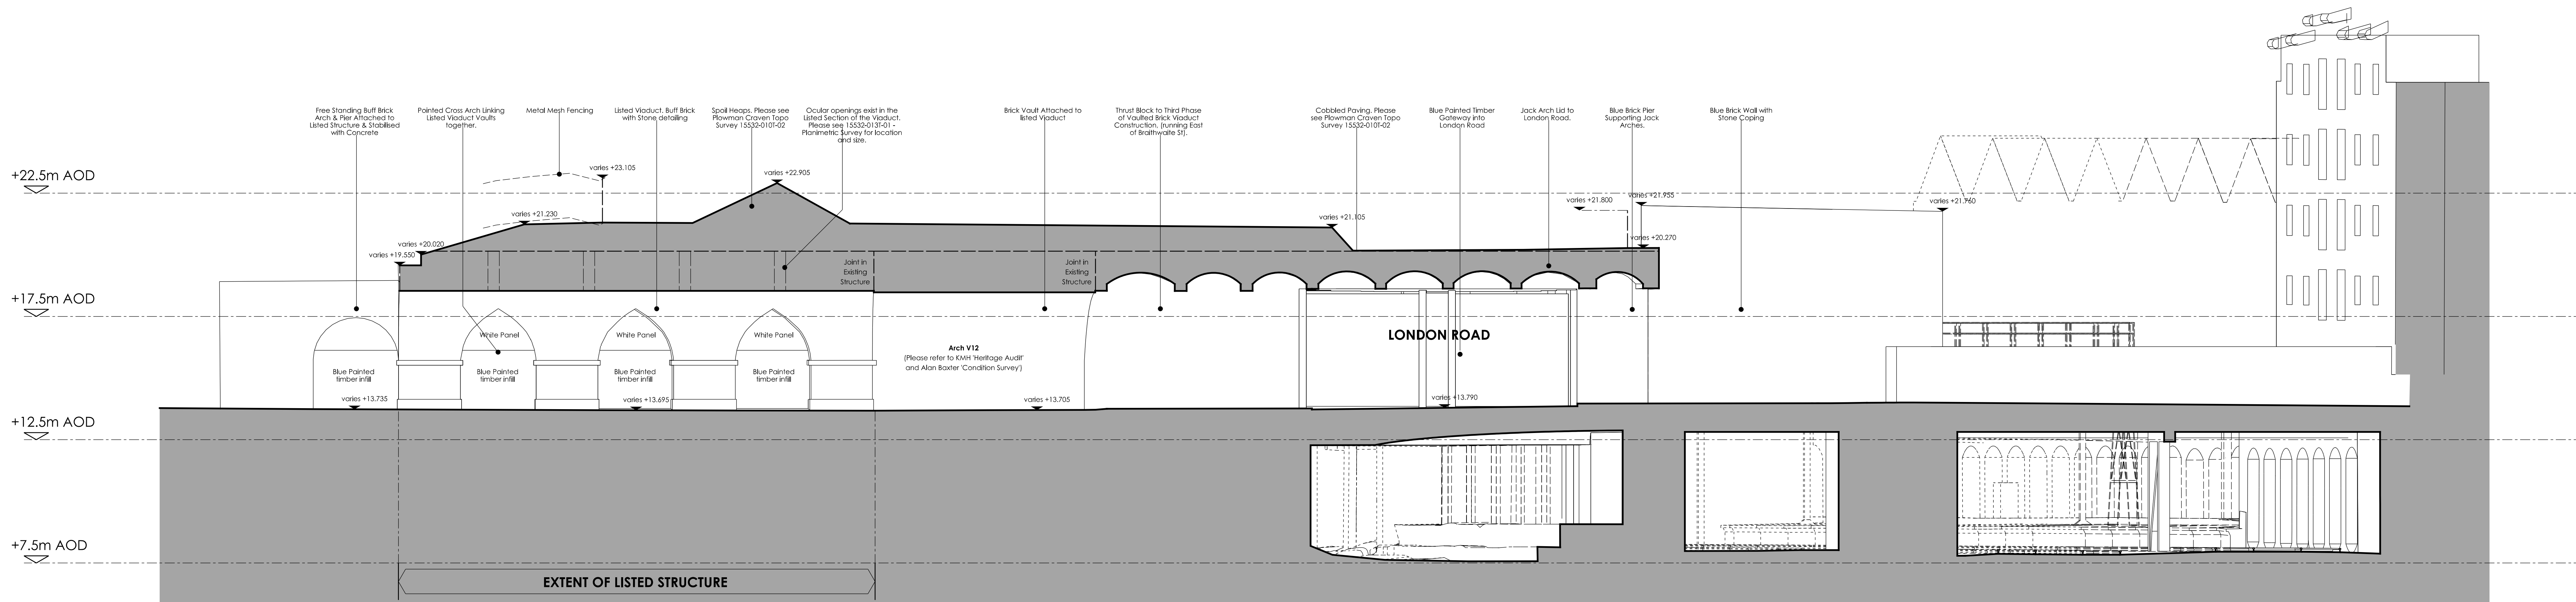 Free Standing Buff Brick
Arch & Pier Attached to
Listed Structure & Stabilised
with Concrete
Pointed Cross Arch Linking
Listed Viaduct Vaults
together.
Metal Mesh Fencing
Listed Viaduct, Buff Brick
with Stone detailing
Spoil Heaps, Please see
Plowman Craven Topo
Survey 15532-010T-02
Ocular openings exist in the
Listed Section of the Viaduct.
Please see 15532-013T-01 -
Planimetric Survey for location
and size.
Brick Vault Attached to
listed Viaduct
Thrust Block to Third Phase
of Vaulted Brick Viaduct
Construction, (running East
of Braithwaite St).
Cobbled Paving. Please
see Plowman Craven Topo
Survey 15532-010T-02
Blue Painted Timber
Gateway into
London Road
Jack Arch Lid to
London Road.
Blue Brick Pier
Supporting Jack
Arches.
Blue Brick Wall with
Stone Coping
+22.5m AOD
varies +23.105
varies +22.905
varies +21.230
varies +21.105
varies +21.800
varies +21.955
varies +21.760
varies +20.020
varies +20.270
varies +19.550
Joint in
Existing
Structure
Joint in
Existing
Structure
+17.5m AOD
White Panel
White Panel
White Panel
LONDON ROAD
Arch V12
(Please refer to KMH 'Heritage Audit'
and Alan Baxter 'Condition Survey')
Blue Painted
timber infill
Blue Painted
timber infill
Blue Painted
timber infill
Blue Painted
timber infill
varies +13.735
varies +13.695
varies +13.705
varies +13.790
+12.5m AOD
+7.5m AOD
EXTENT OF LISTED STRUCTURE